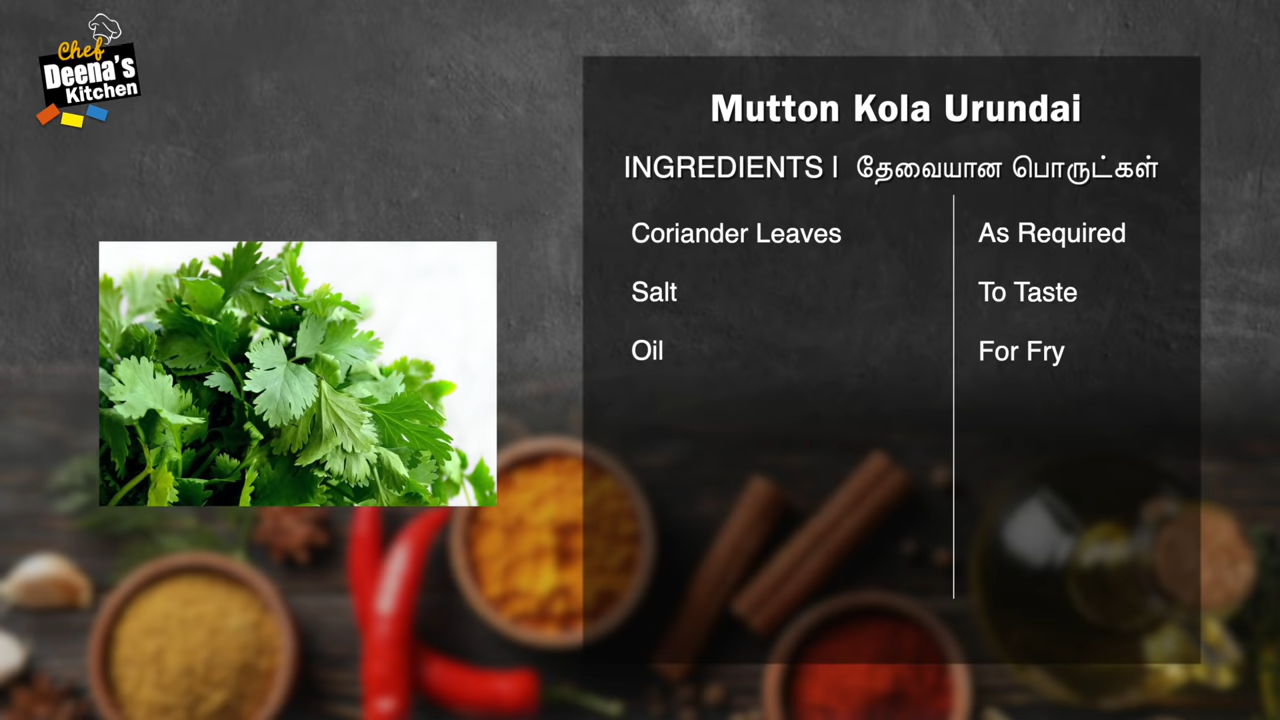 Chef
Deena's
Kitchen
Mutton Kola Urundai
INGREDIENTS | தேவையான பொருட்கள்
Coriander Leaves As Required
Salt To Taste
Oil For Fry